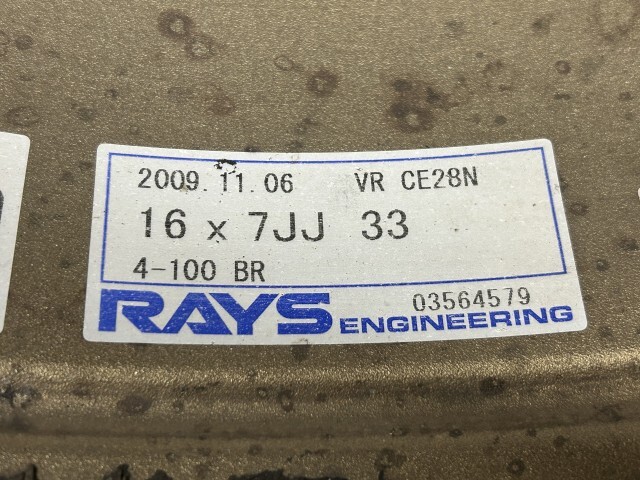 2009.11.06 VR CE28N
16 x 7JJ 33
4-100 BR
03564579
RAYS ENGINEERING